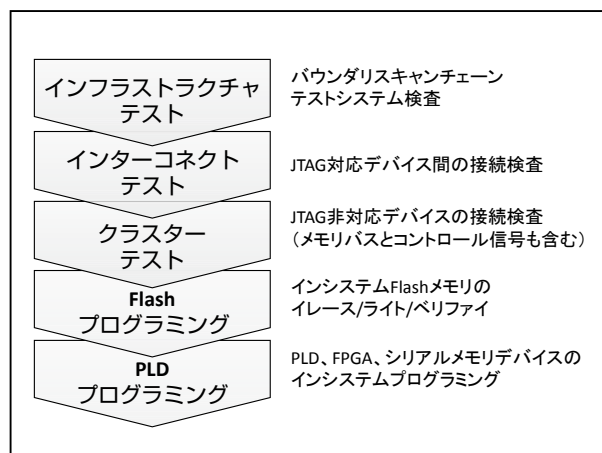 インフラストラクチャ
テスト
バウンダリスキャンチェーン
テストシステム検査
インターコネクト
テスト
JTAG対応デバイス間の接続検査
クラスター
テスト
JTAG非対応デバイスの接続検査
（メモリバスとコントロール信号も含む）
Flash
プログラミング
インシステムFlashメモリの
イレース/ライト/ベリファイ
PLD
プログラミング
PLD、FPGA、シリアルメモリデバイスの
インシステムプログラミング